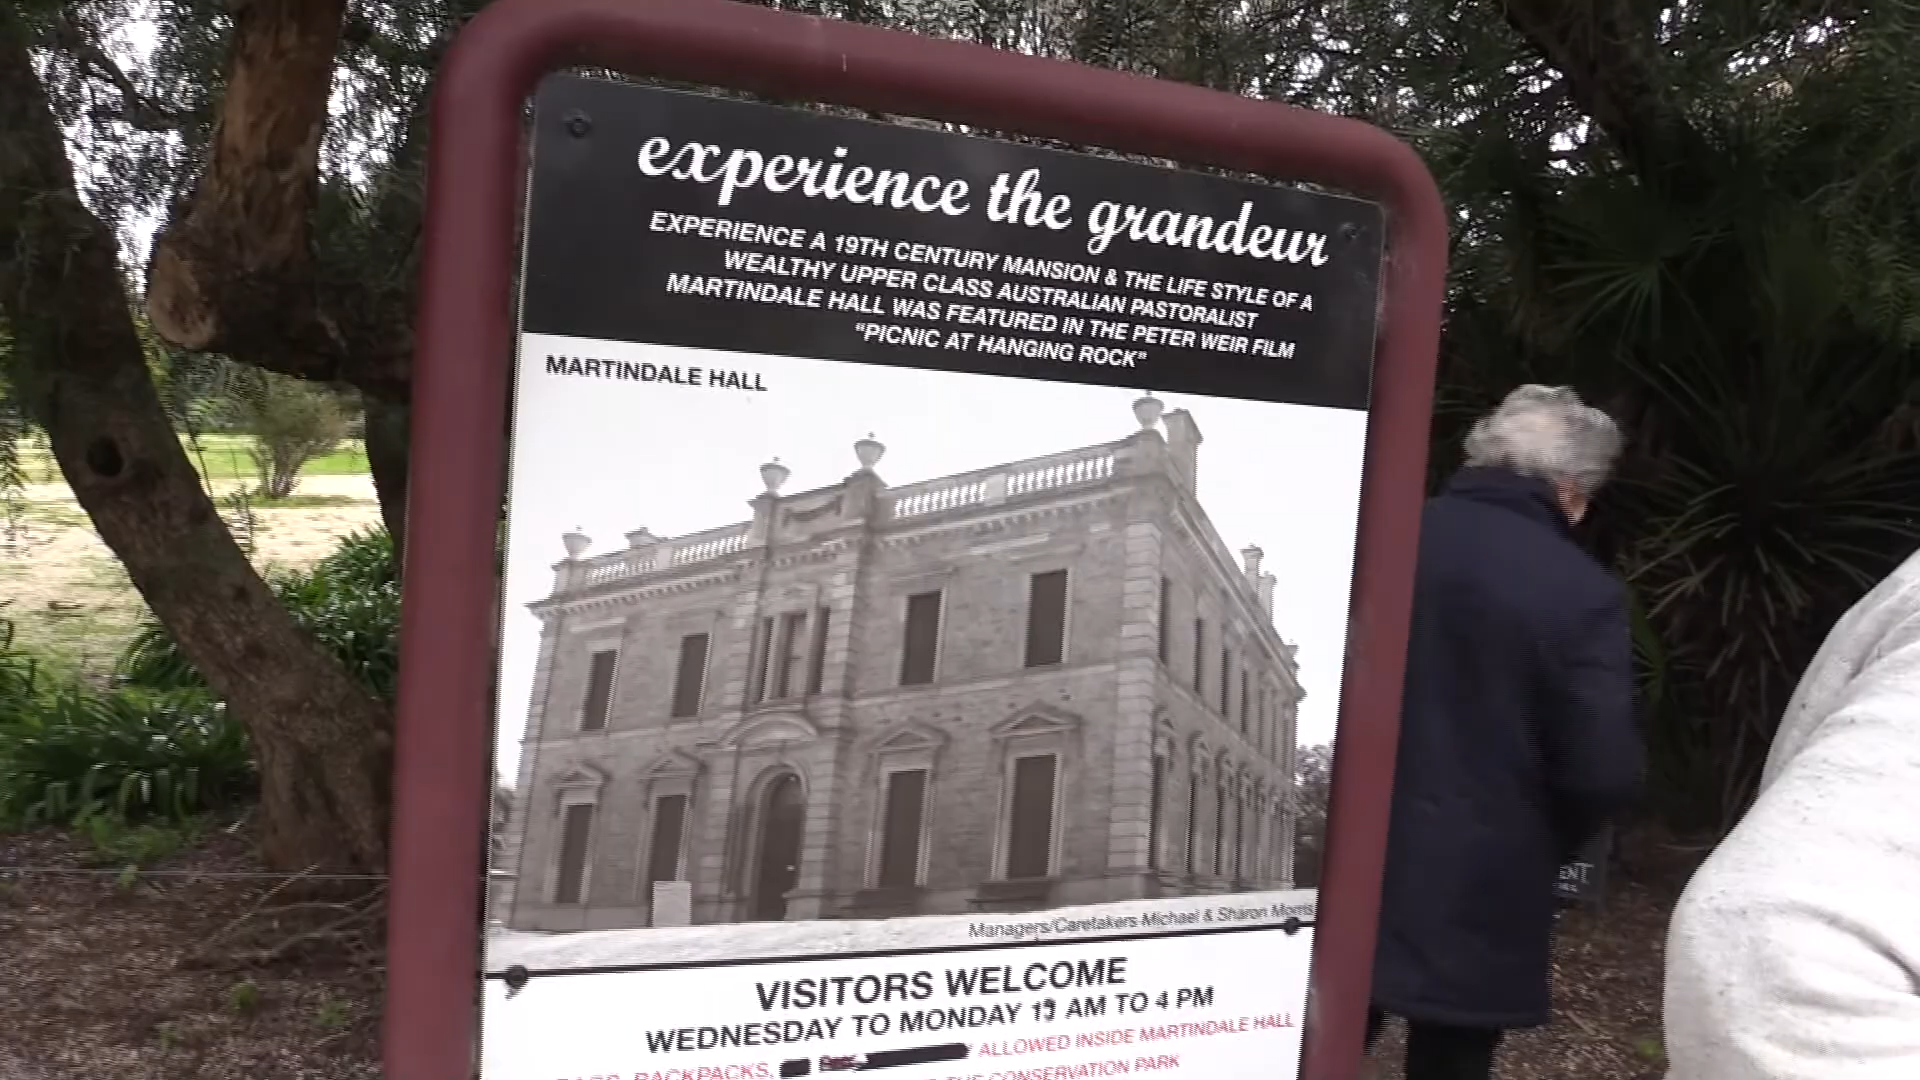 experience the grandeur
EXPERIENCE A 19TH CENTURY MANSION & THE LIFE STYLE OF A
WEALTHY UPPER CLASS AUSTRALIAN PASTORALIST
MARTINDALE HALL WAS FEATURED IN THE PETER WEIR FILM
"PICNIC AT HANGING ROCK"
MARTINDALE HALL
Managers/Caretakers Michael & Sharon Morris
VISITORS WELCOME
WEDNESDAY TO MONDAY AM TO 4 PM
BACKPACKS, ALLOWED INSIDE MARTINDALE HALL
THE CONSERVATION PARK